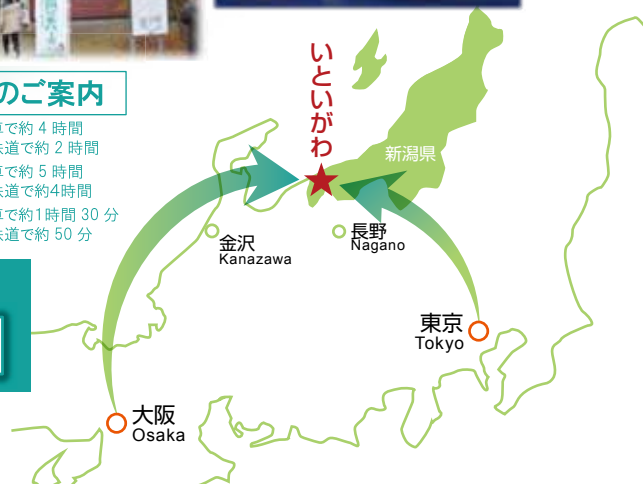 のご案内
車で約 4 時間
鉄道で約 2 時間
車で約 5 時間
鉄道で約4時間
車で約1時間 30 分
鉄道で約 50 分
いといがわ
新潟県
金沢
Kanazawa
長野
Nagano
東京
Tokyo
大阪
Osaka